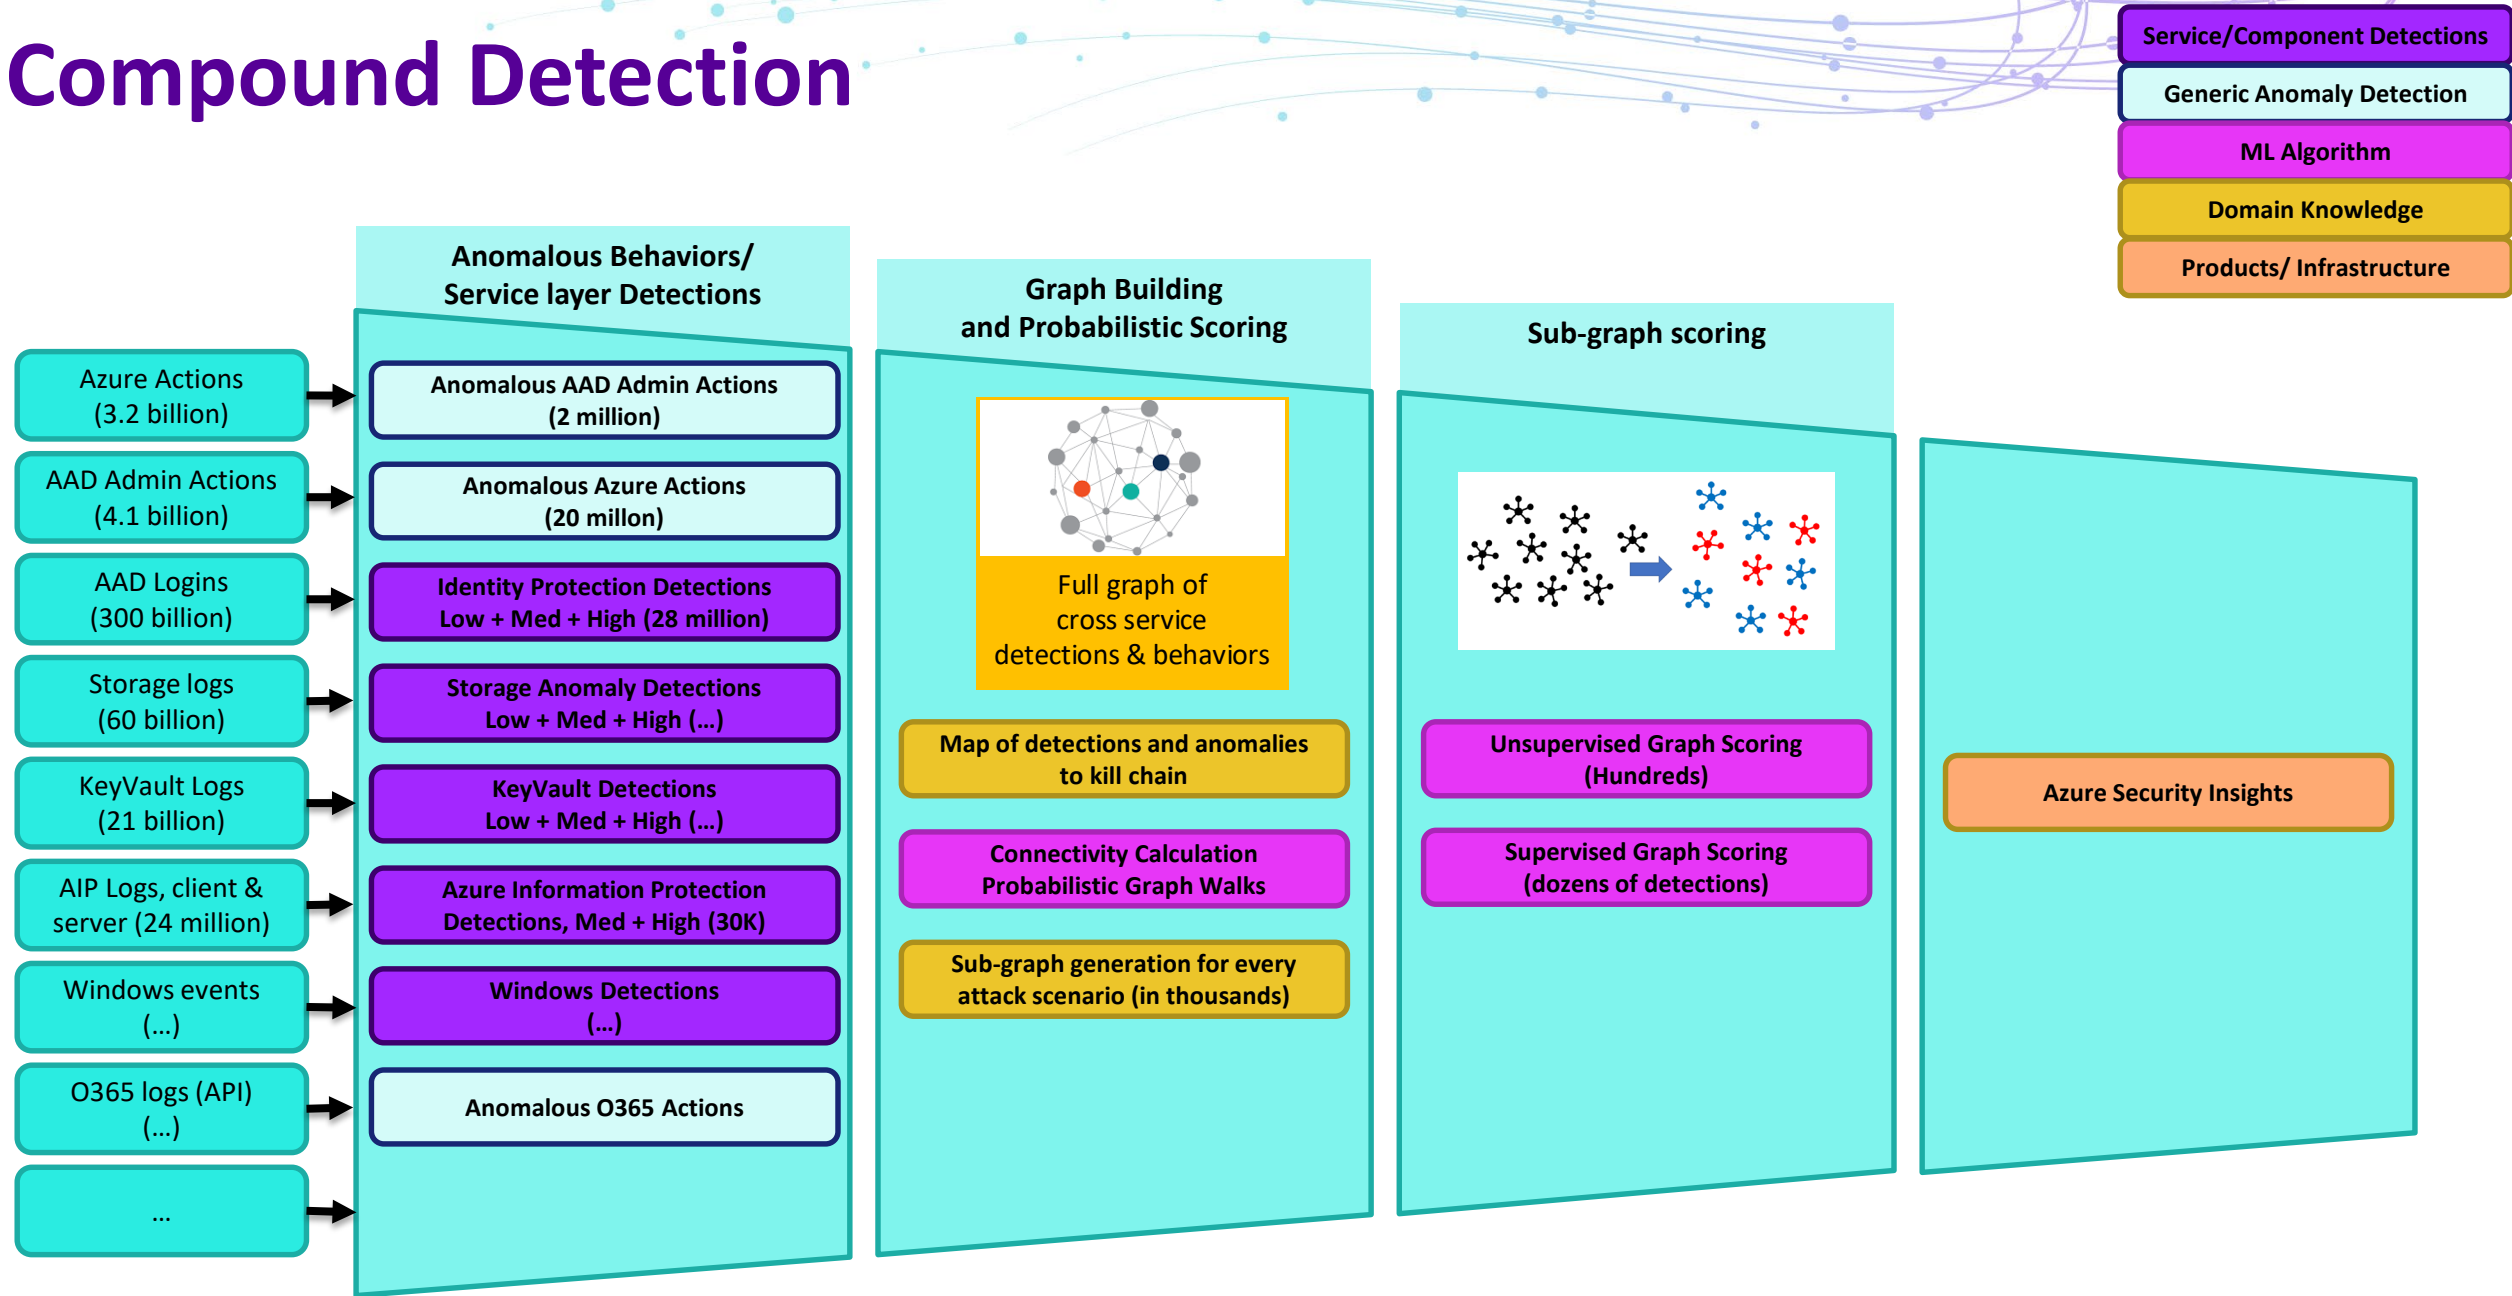 Compound Detection
Service/Component Detections
Generic Anomaly Detection
ML Algorithm
Domain Knowledge
Products/ Infrastructure
Azure Actions
(3.2 billion)
AAD Admin Actions
(4.1 billion)
AAD Logins
(300 billion)
Storage logs
(60 billion)
KeyVault Logs
(21 billion)
AIP Logs, client &
server (24 million)
Windows events
(...)
O365 logs (API)
(...)
...
Anomalous Behaviors/
Service layer Detections
Anomalous AAD Admin Actions
(2 million)
Anomalous Azure Actions
(20 millon)
Identity Protection Detections
Low + Med + High (28 million)
Storage Anomaly Detections
Low + Med + High (...)
KeyVault Detections
Low + Med + High (...)
Azure Information Protection
Detections, Med + High (30K)
Windows Detections
(...)
Anomalous O365 Actions
Graph Building
and Probabilistic Scoring
Full graph of
cross service
detections & behaviors
Map of detections and anomalies
to kill chain
Connectivity Calculation
Probabilistic Graph Walks
Sub-graph generation for every
attack scenario (in thousands)
Sub-graph scoring
Unsupervised Graph Scoring
(Hundreds)
Supervised Graph Scoring
(dozens of detections)
Azure Security Insights